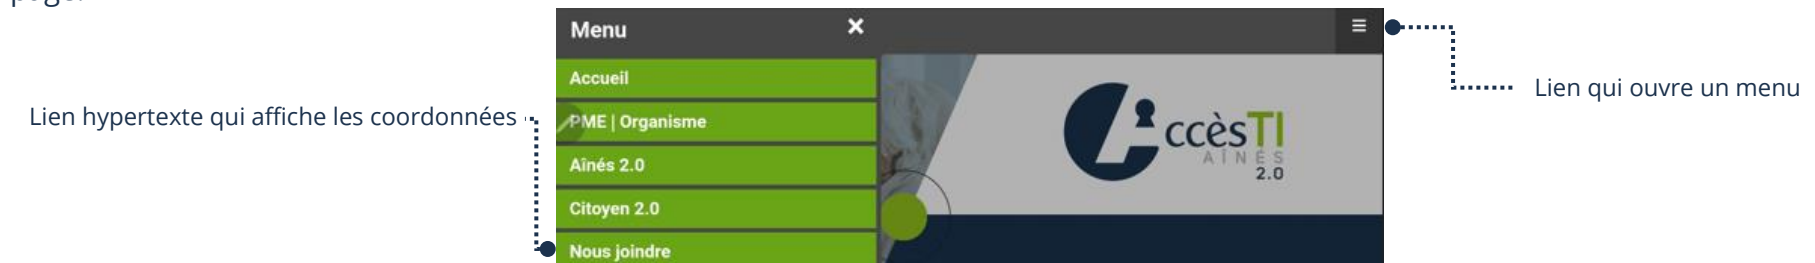 Menu
Accueil
PME | Organisme
Aînés 2.0
Citoyen 2.0
Nous joindre
Lien hypertexte qui affiche les coordonnées
AccèsTI
AÎNÉS
2.0
Lien qui ouvre un menu